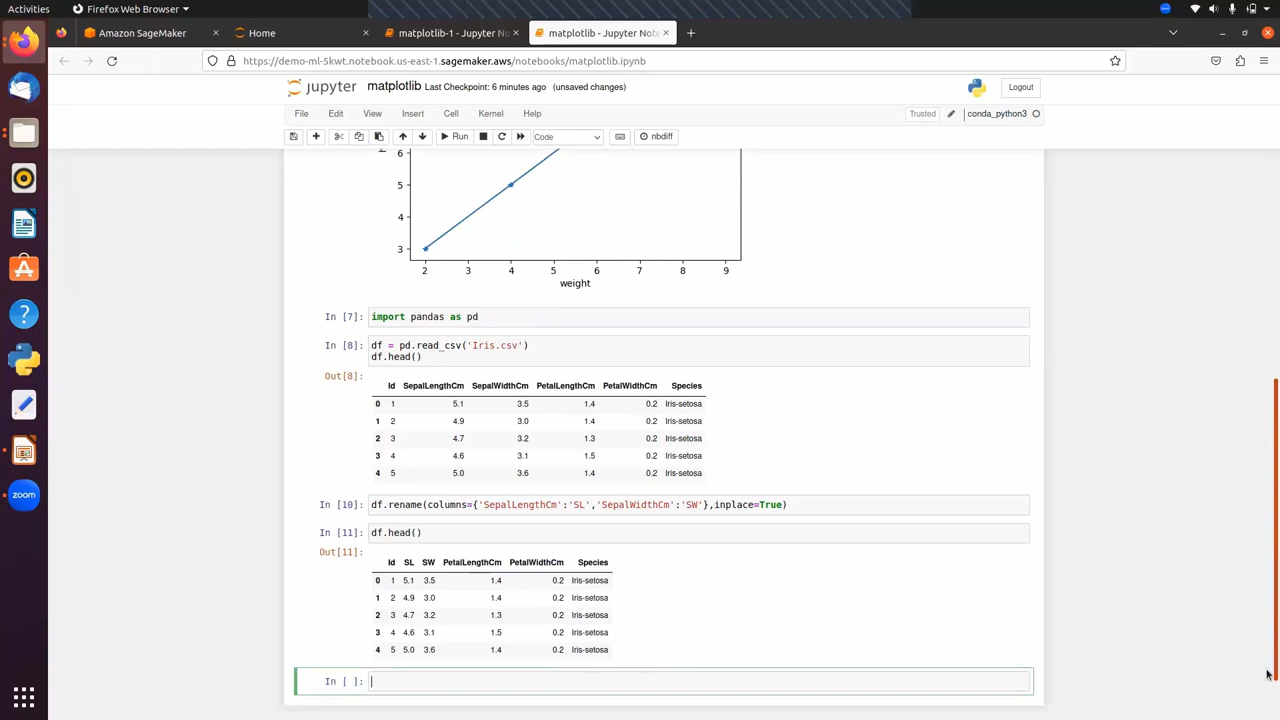 Activities
Firefox Web Browser
Amazon SageMaker
Home
matplotlib-1 - Jupyter Not
matplotlib - Jupyter Note
https://demo-ml-5kwt.notebook.us-east-1.sagemaker.aws/notebooks/matplotlib.ipynb
jupyter matplotlib Last Checkpoint: 6 minutes ago (unsaved changes)
Logout
File Edit View Insert Cell Kernel Help
Trusted
conda_python3
Run
Code
nbdiff
6
5
4
3
2 3 4 5 6 7 8 9
weight
In [7]: import pandas as pd
In [8]: df = pd.read_csv('Iris.csv')
df.head()
Out[8]:
Id SepalLengthCm SepalWidthCm PetalLengthCm PetalWidthCm Species
0 1 5.1 3.5 1.4 0.2 Iris-setosa
1 2 4.9 3.0 1.4 0.2 Iris-setosa
2 3 4.7 3.2 1.3 0.2 Iris-setosa
3 4 4.6 3.1 1.5 0.2 Iris-setosa
4 5 5.0 3.6 1.4 0.2 Iris-setosa
In [10]: df.rename(columns={'SepalLengthCm':'SL','SepalWidthCm':'SW'},inplace=True)
In [11]: df.head()
Out[11]:
Id SL SW PetalLengthCm PetalWidthCm Species
0 1 5.1 3.5 1.4 0.2 Iris-setosa
1 2 4.9 3.0 1.4 0.2 Iris-setosa
2 3 4.7 3.2 1.3 0.2 Iris-setosa
3 4 4.6 3.1 1.5 0.2 Iris-setosa
4 5 5.0 3.6 1.4 0.2 Iris-setosa
In [ ]:
zoom